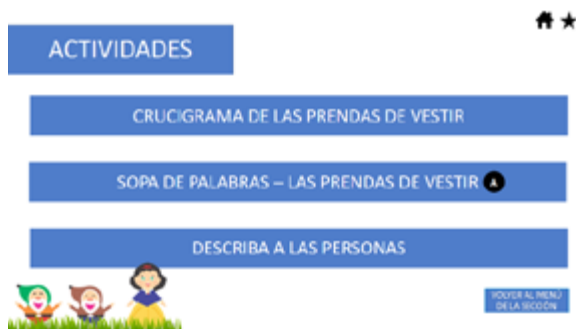 ACTIVIDADES
CRUCIGRAMA DE LAS PRENDAS DE VESTIR
SOPA DE PALABRAS – LAS PRENDAS DE VESTIR
DESCRIBA A LAS PERSONAS
VOLVER AL MENÚ
DE LA SECCIÓN